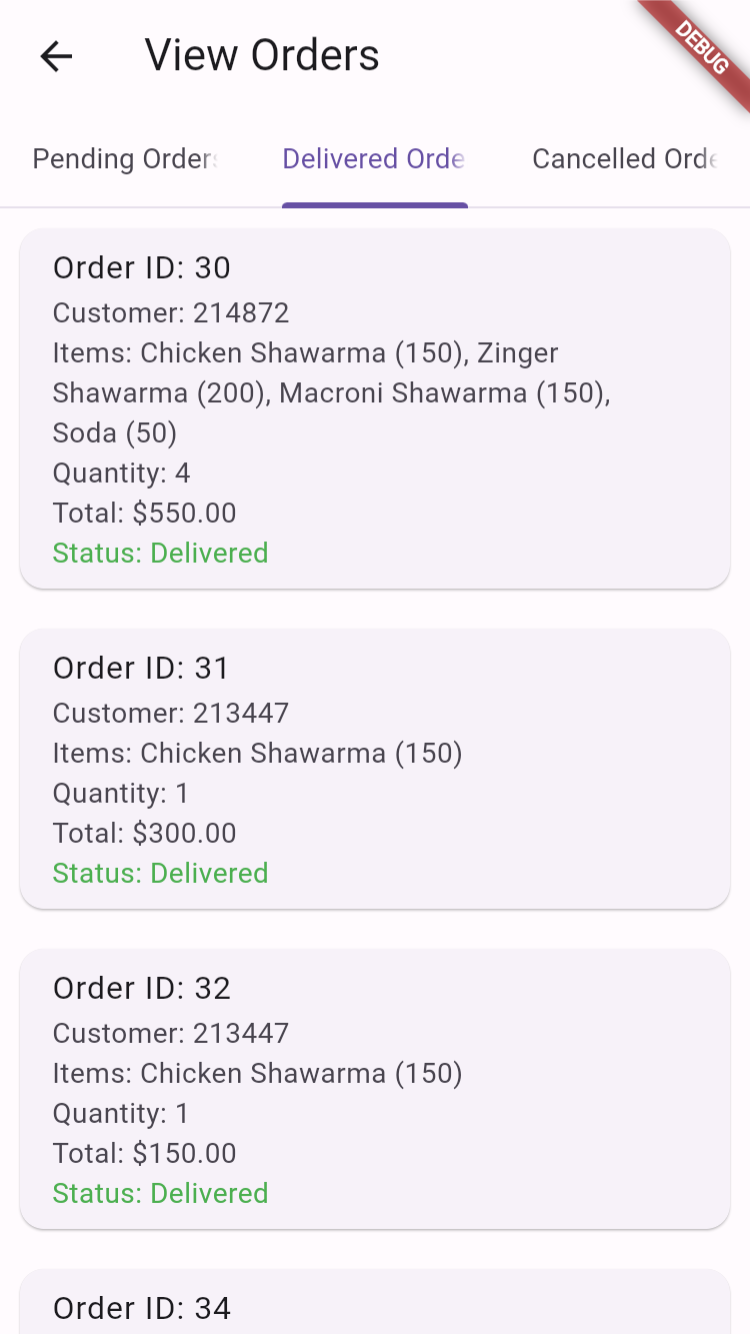 View Orders
DEBUG
Pending Orders
Delivered Orde
Cancelled Orde
Order ID: 30
Customer: 214872
Items: Chicken Shawarma (150), Zinger
Shawarma (200), Macroni Shawarma (150),
Soda (50)
Quantity: 4
Total: $550.00
Status: Delivered
Order ID: 31
Customer: 213447
Items: Chicken Shawarma (150)
Quantity: 1
Total: $300.00
Status: Delivered
Order ID: 32
Customer: 213447
Items: Chicken Shawarma (150)
Quantity: 1
Total: $150.00
Status: Delivered
Order ID: 34